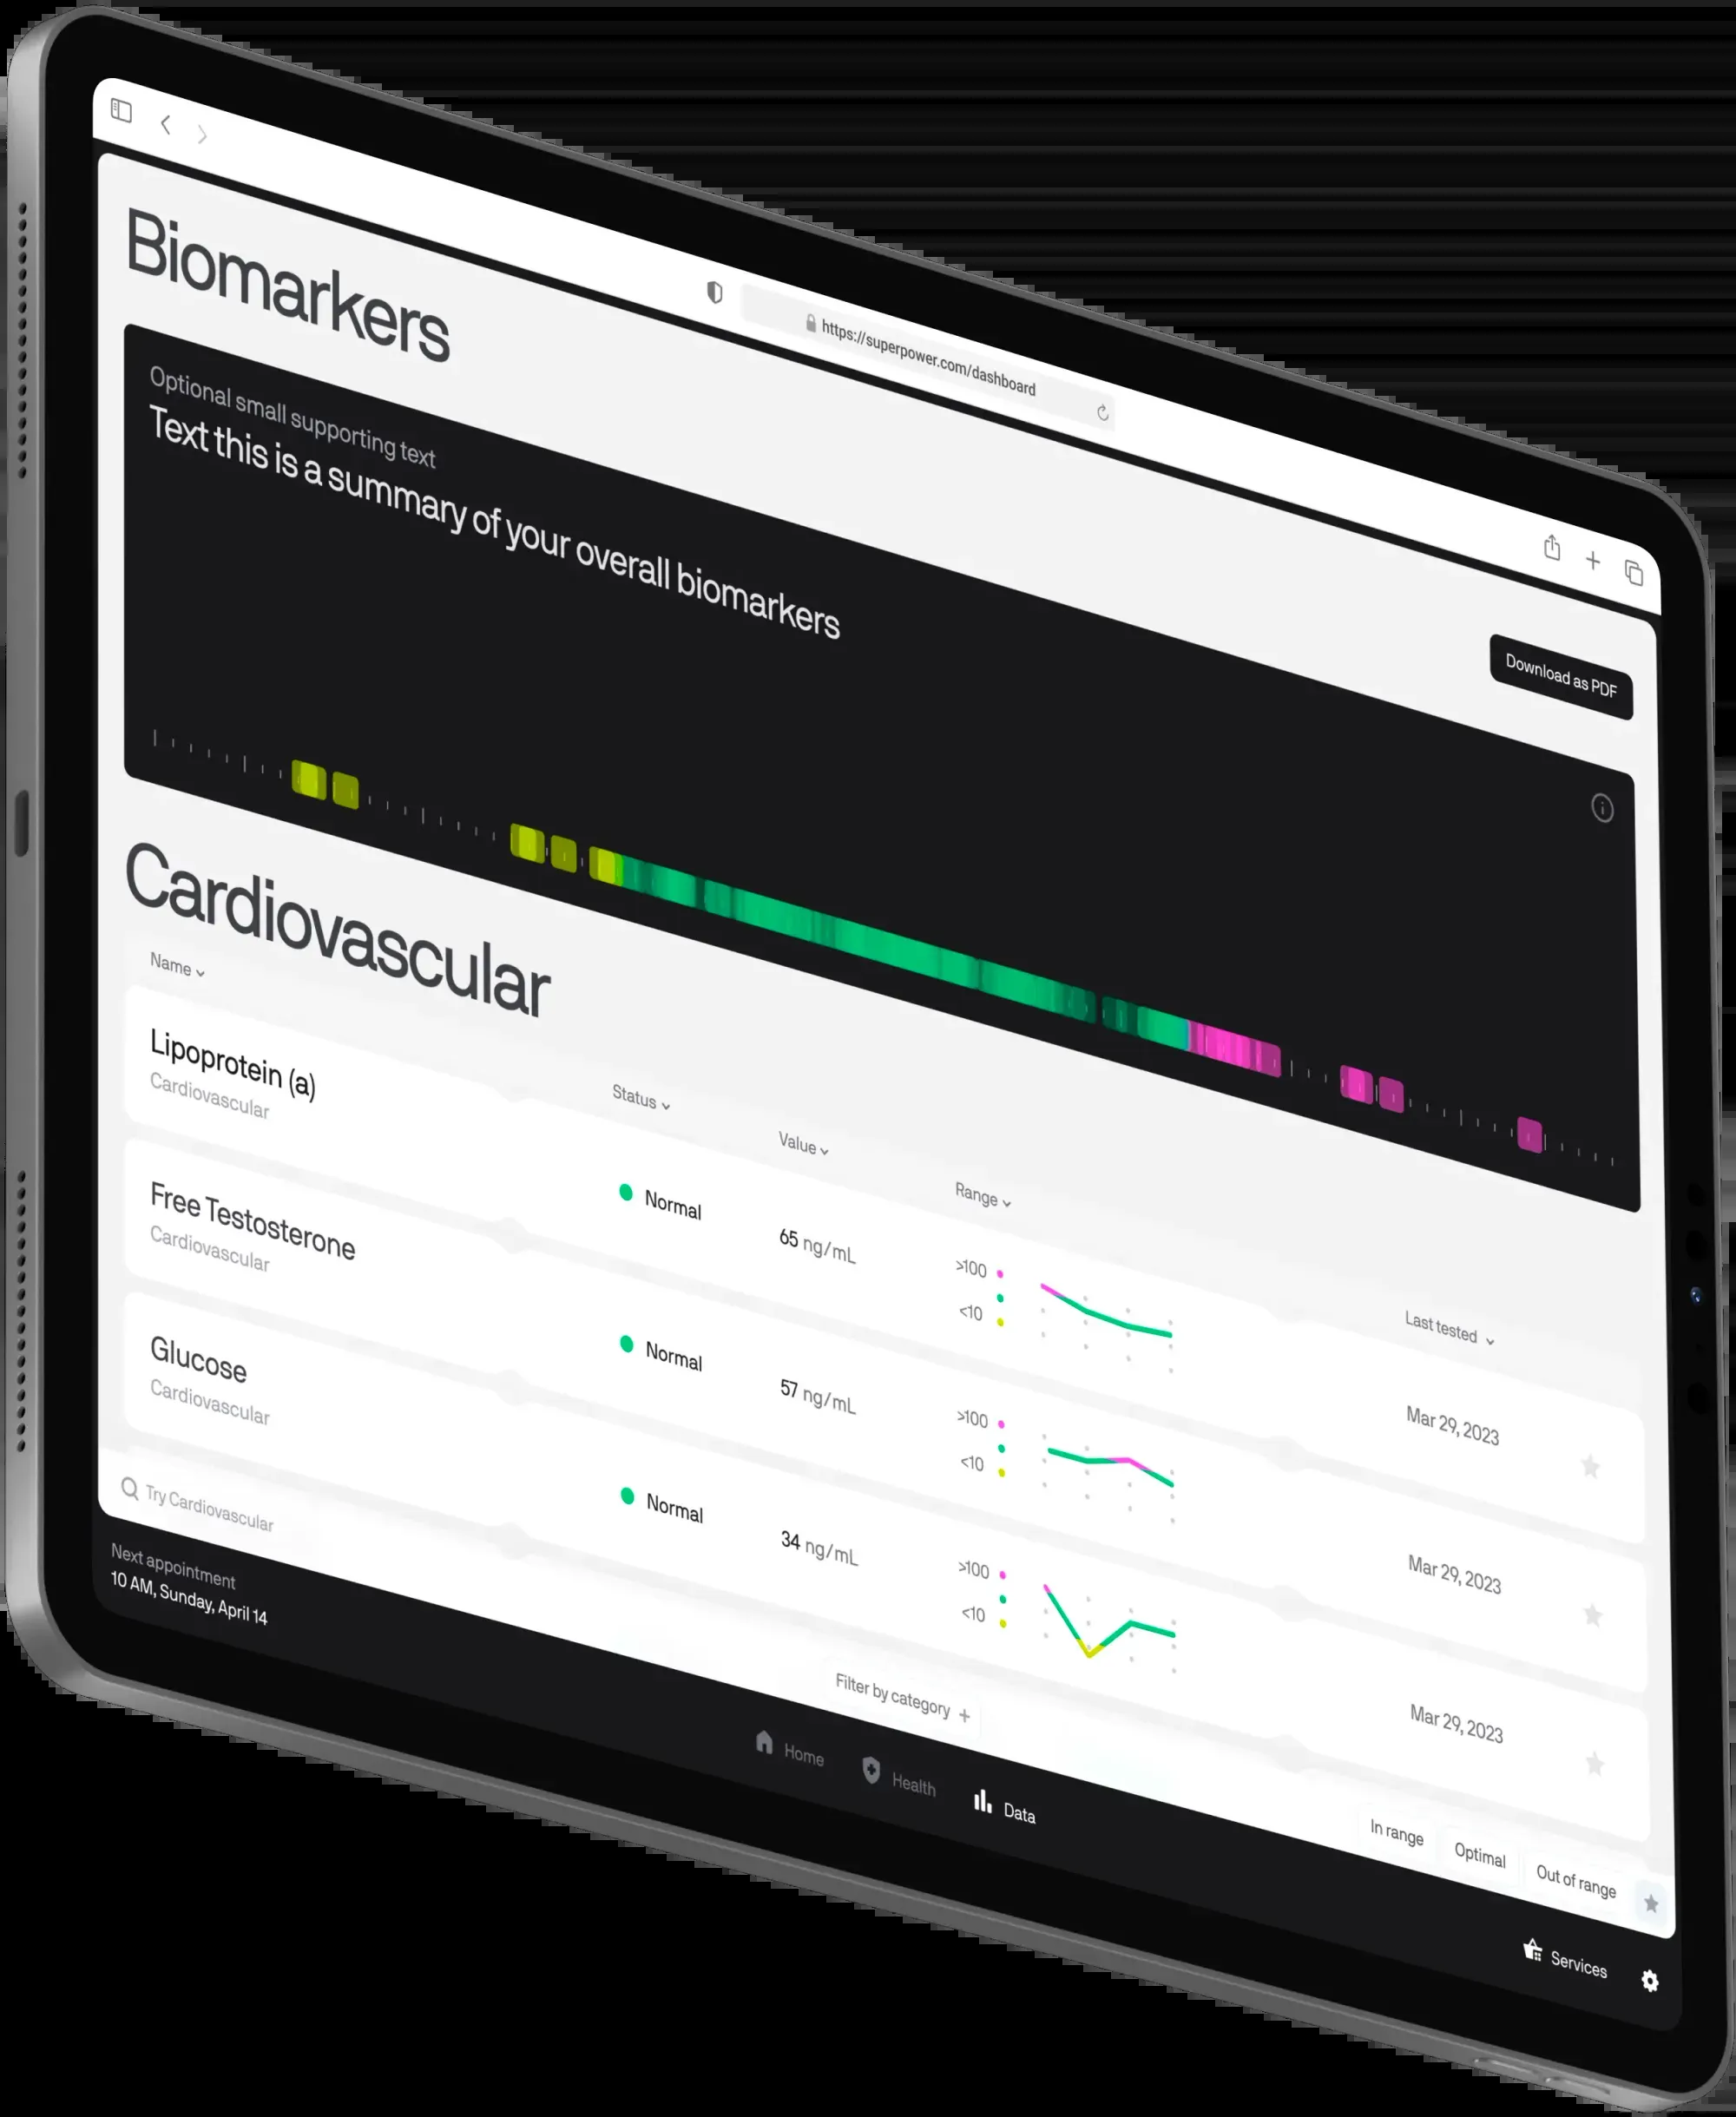 https://superpower.com/dashboard
Biomarkers
Download as PDF
Optional small supporting text
Text this is a summary of your overall biomarkers
Cardiovascular
Name
Status
Value
Range
Last tested
Lipoprotein (a)
Cardiovascular
Normal
65 ng/mL
>100
<10
Mar 29, 2023
Free Testosterone
Cardiovascular
Normal
57 ng/mL
>100
<10
Mar 29, 2023
Glucose
Cardiovascular
Normal
34 ng/mL
>100
<10
Mar 29, 2023
Try Cardiovascular
Filter by category +
In range
Optimal
Out of range
Next appointment
10 AM, Sunday, April 14
Home
Health
Data
Services